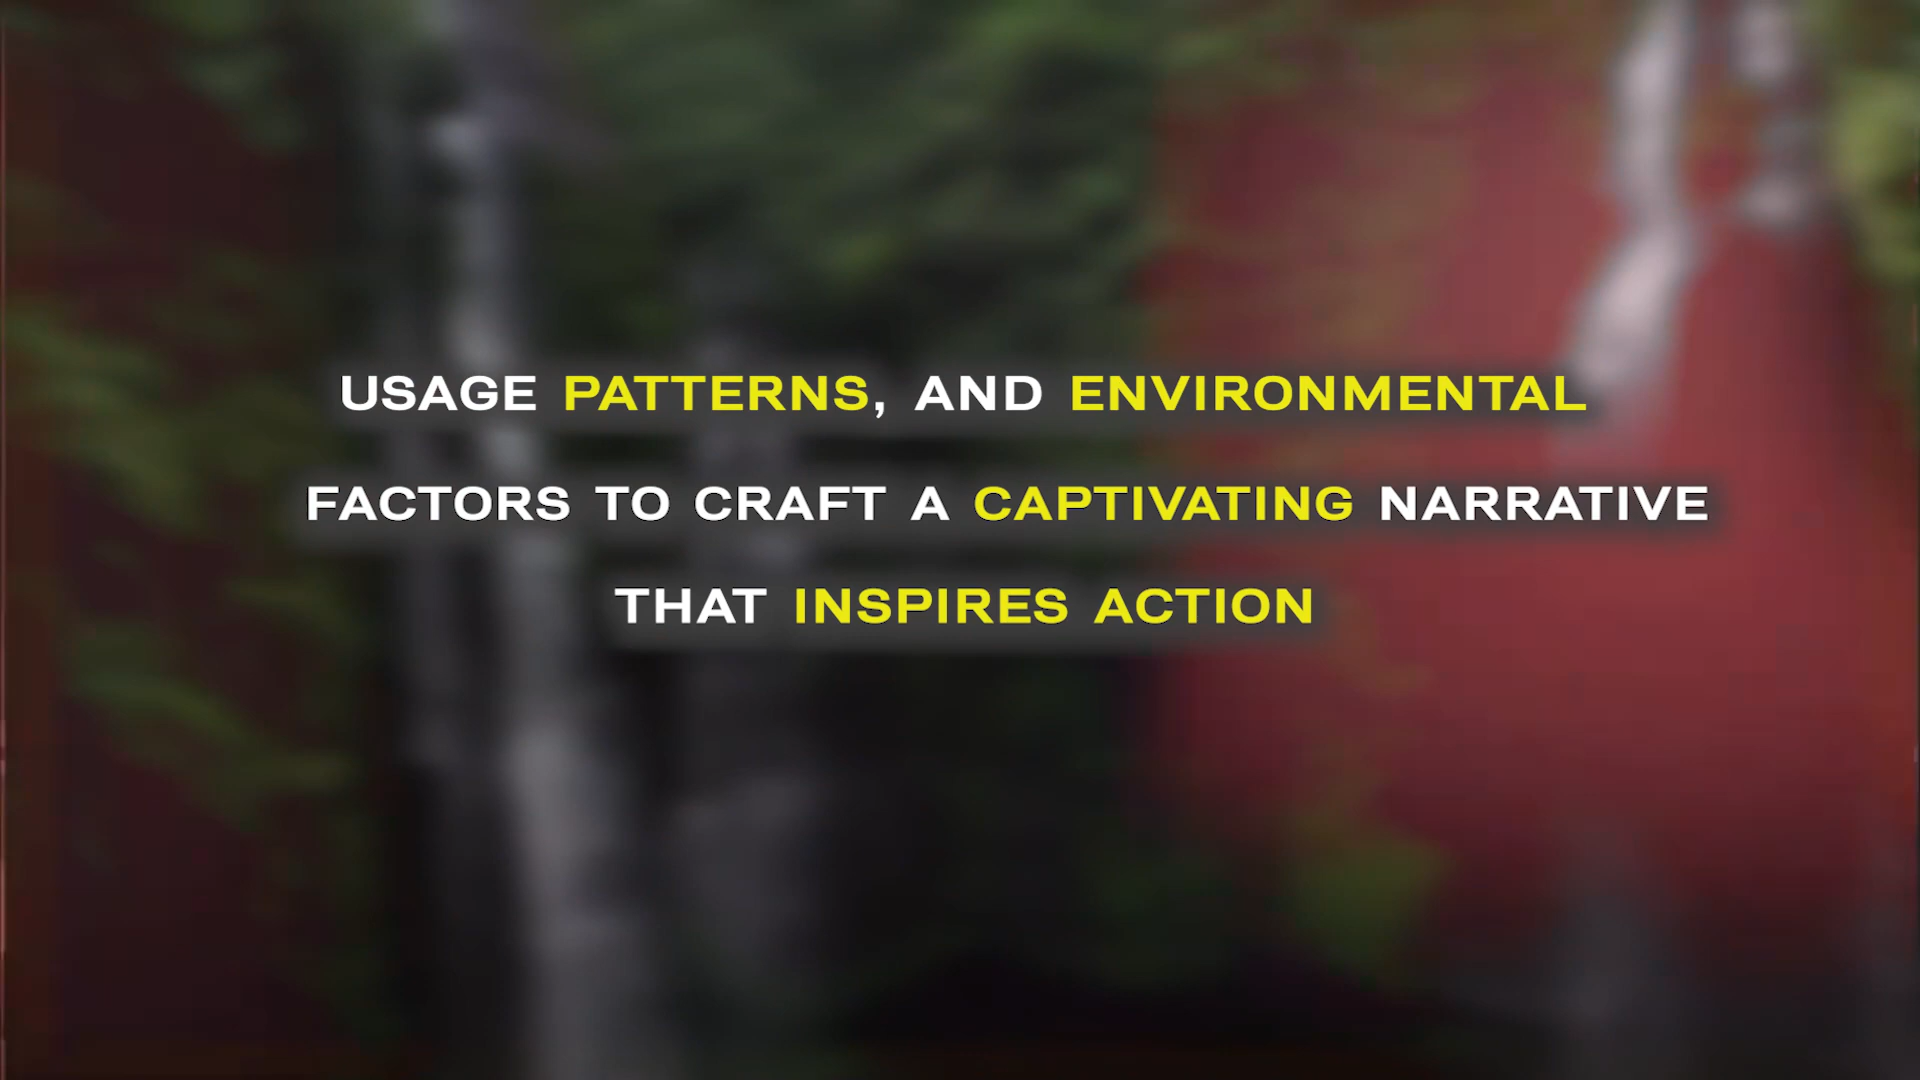 USAGE PATTERNS, AND ENVIRONMENTAL
FACTORS TO CRAFT A CAPTIVATING NARRATIVE
THAT INSPIRES ACTION